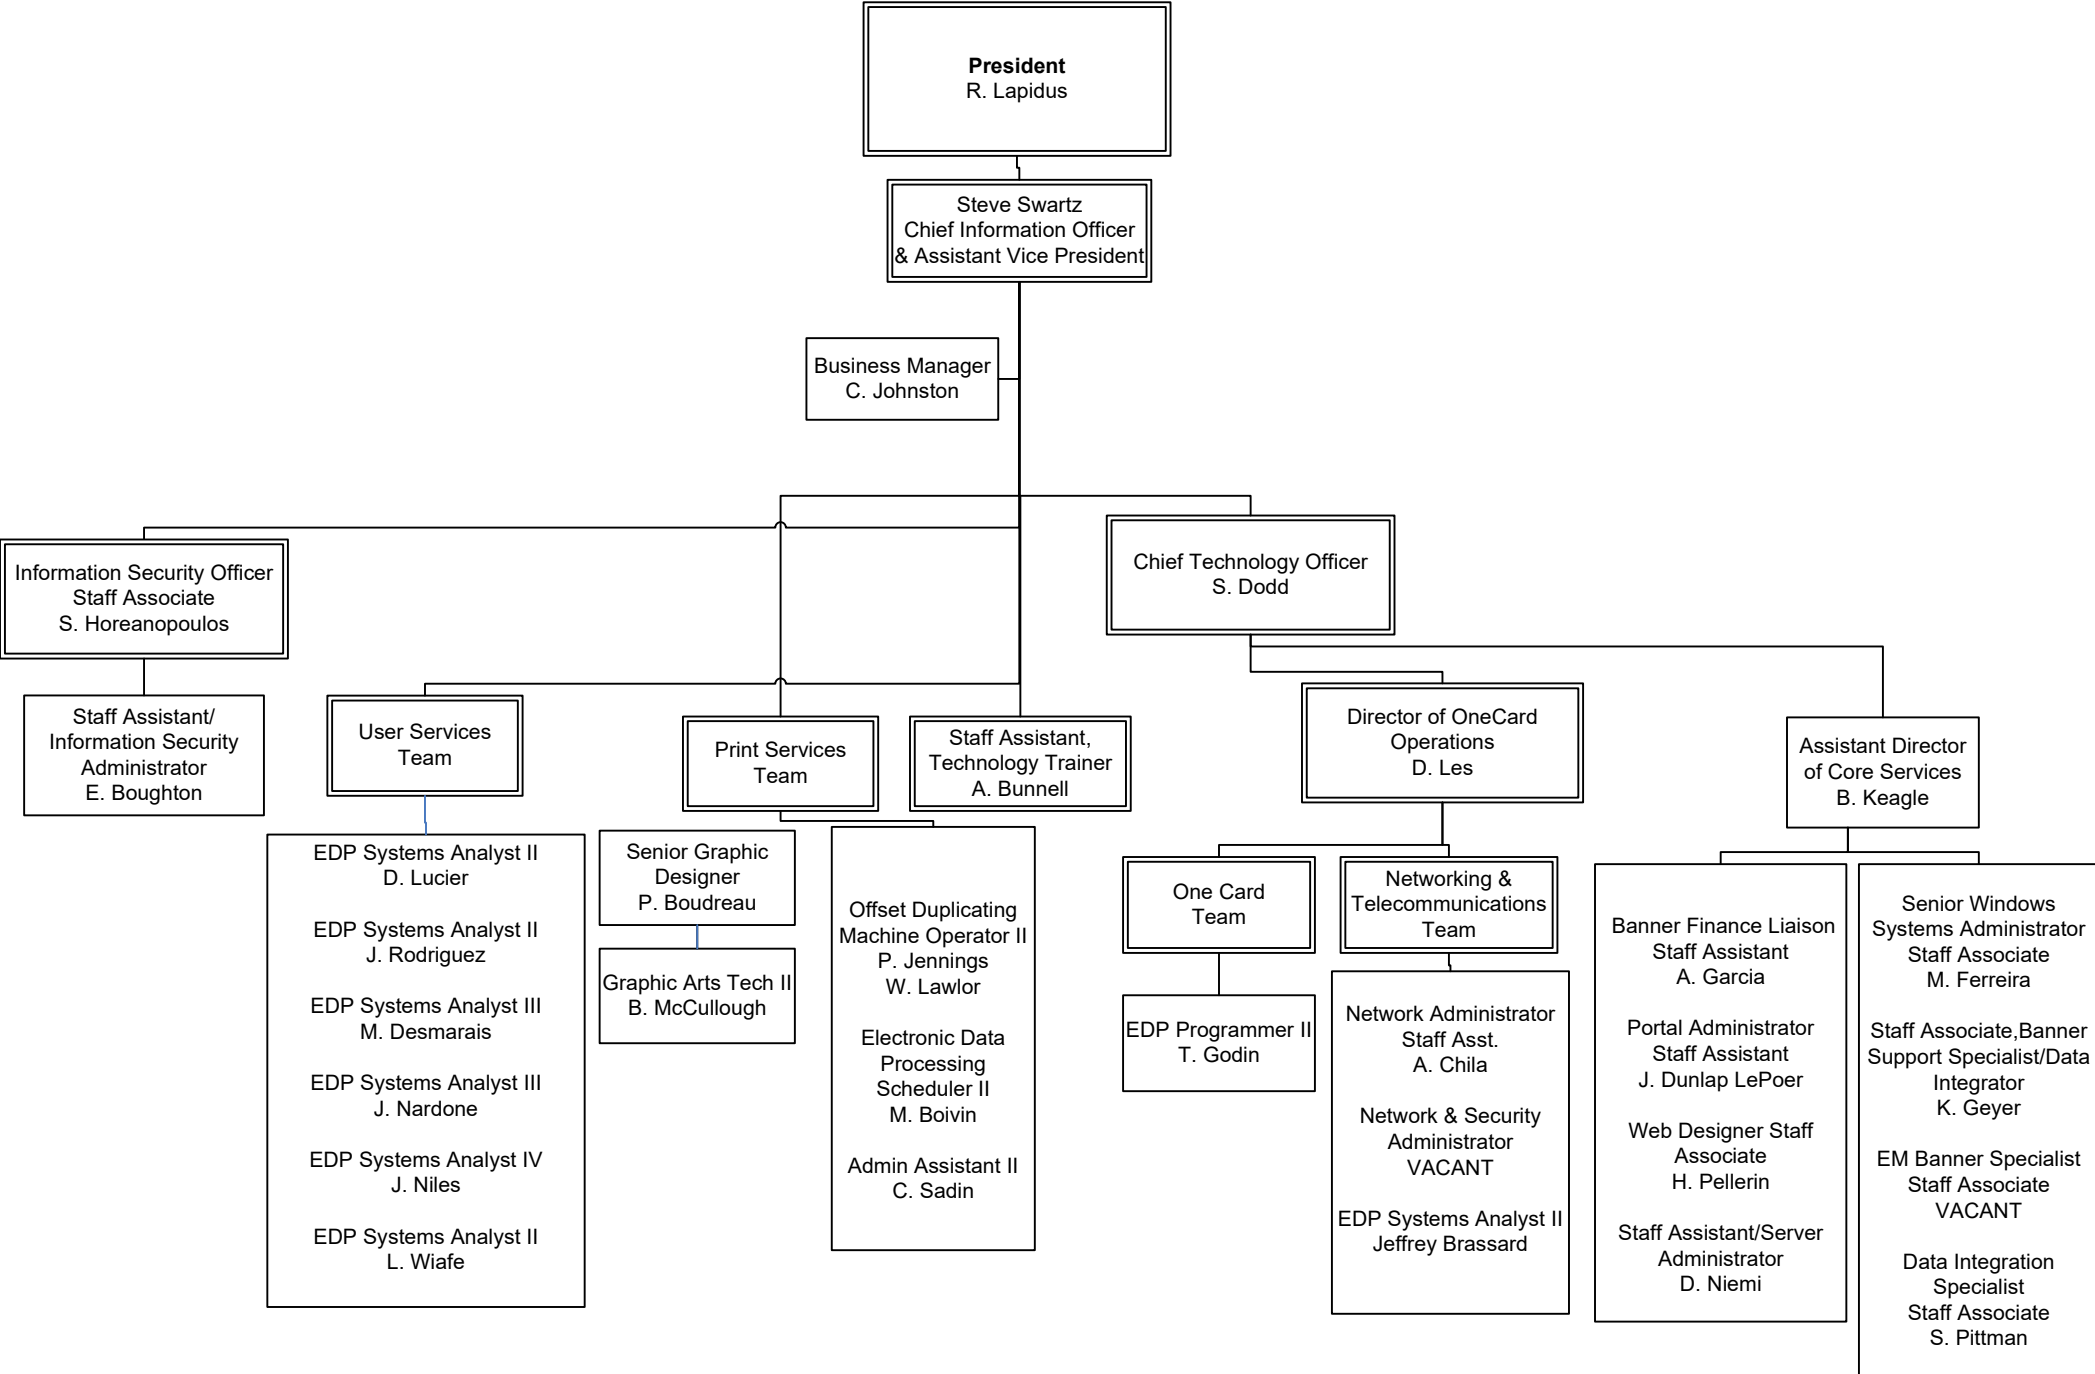 President
R. Lapidus
Steve Swartz
Chief Information Officer
& Assistant Vice President
Business Manager
C. Johnston
Information Security Officer
Staff Associate
S. Horeanopoulos
Chief Technology Officer
S. Dodd
Staff Assistant/
Information Security
Administrator
E. Boughton
User Services
Team
Print Services
Team
Staff Assistant,
Technology Trainer
A. Bunnell
Director of OneCard
Operations
D. Les
Assistant Director
of Core Services
B. Keagle
EDP Systems Analyst II
D. Lucier
EDP Systems Analyst II
J. Rodriguez
EDP Systems Analyst III
M. Desmarais
EDP Systems Analyst III
J. Nardone
EDP Systems Analyst IV
J. Niles
EDP Systems Analyst II
L. Wiafe
Senior Graphic
Designer
P. Boudreau
Graphic Arts Tech II
B. McCullough
Offset Duplicating
Machine Operator II
P. Jennings
W. Lawlor
Electronic Data
Processing
Scheduler II
M. Boivin
Admin Assistant II
C. Sadin
One Card
Team
EDP Programmer II
T. Godin
Networking &
Telecommunications
Team
Network Administrator
Staff Asst.
A. Chila
Network & Security
Administrator
VACANT
EDP Systems Analyst II
Jeffrey Brassard
Banner Finance Liaison
Staff Assistant
A. Garcia
Portal Administrator
Staff Assistant
J. Dunlap LePoer
Web Designer Staff
Associate
H. Pellerin
Staff Assistant/Server
Administrator
D. Niemi
Senior Windows
Systems Administrator
Staff Associate
M. Ferreira
Staff Associate,Banner
Support Specialist/Data
Integrator
K. Geyer
EM Banner Specialist
Staff Associate
VACANT
Data Integration
Specialist
Staff Associate
S. Pittman